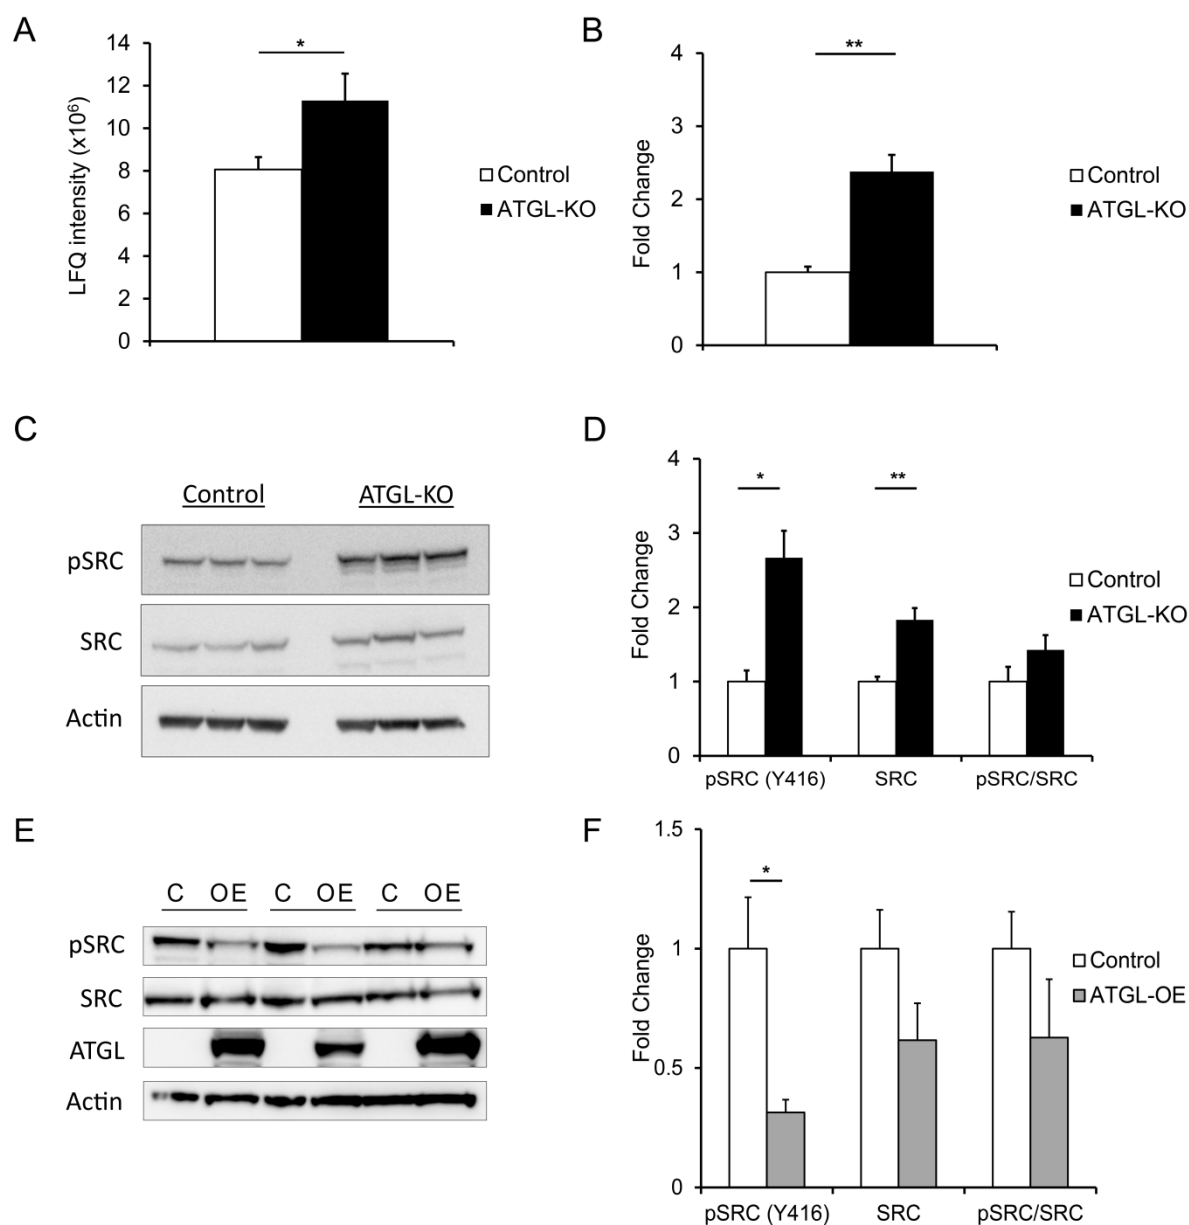 A
14
12
10
8
6
4
2
0
LFQ intensity (x10⁶)
*
Control
ATGL-KO
B
4
3
2
1
0
Fold Change
**
Control
ATGL-KO
C
Control ATGL-KO
pSRC
SRC
Actin
D
4
3
2
1
0
Fold Change
* **
Control
ATGL-KO
pSRC (Y416) SRC pSRC/SRC
E
C OE C OE C OE
pSRC
SRC
ATGL
Actin
F
1.5
1
0.5
0
Fold Change
*
Control
ATGL-OE
pSRC (Y416) SRC pSRC/SRC